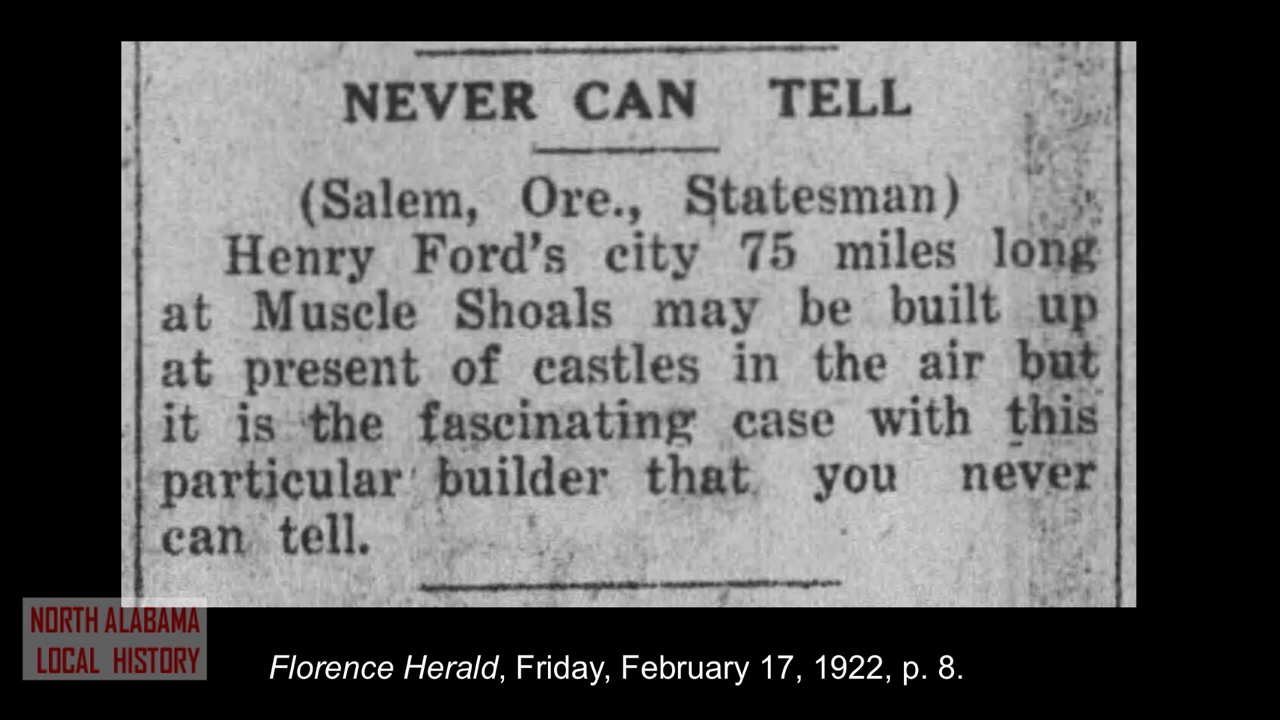 NEVER CAN TELL
(Salem, Ore., Statesman)
Henry Ford's city 75 miles long
at Muscle Shoals may be built up
at present of castles in the air but
it is the fascinating case with this
particular builder that you never
can tell.
NORTH ALABAMA
LOCAL HISTORY
Florence Herald, Friday, February 17, 1922, p. 8.